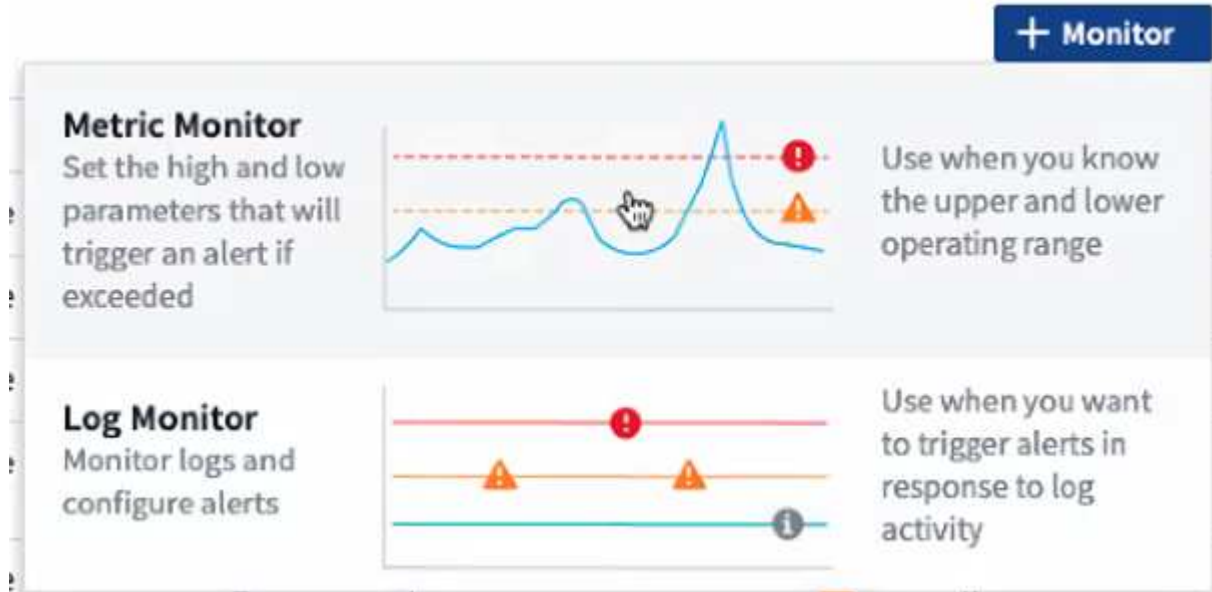 + Monitor
Metric Monitor
Set the high and low
parameters that will
trigger an alert if
exceeded
Use when you know
the upper and lower
operating range
Log Monitor
Monitor logs and
configure alerts
Use when you want
to trigger alerts in
response to log
activity